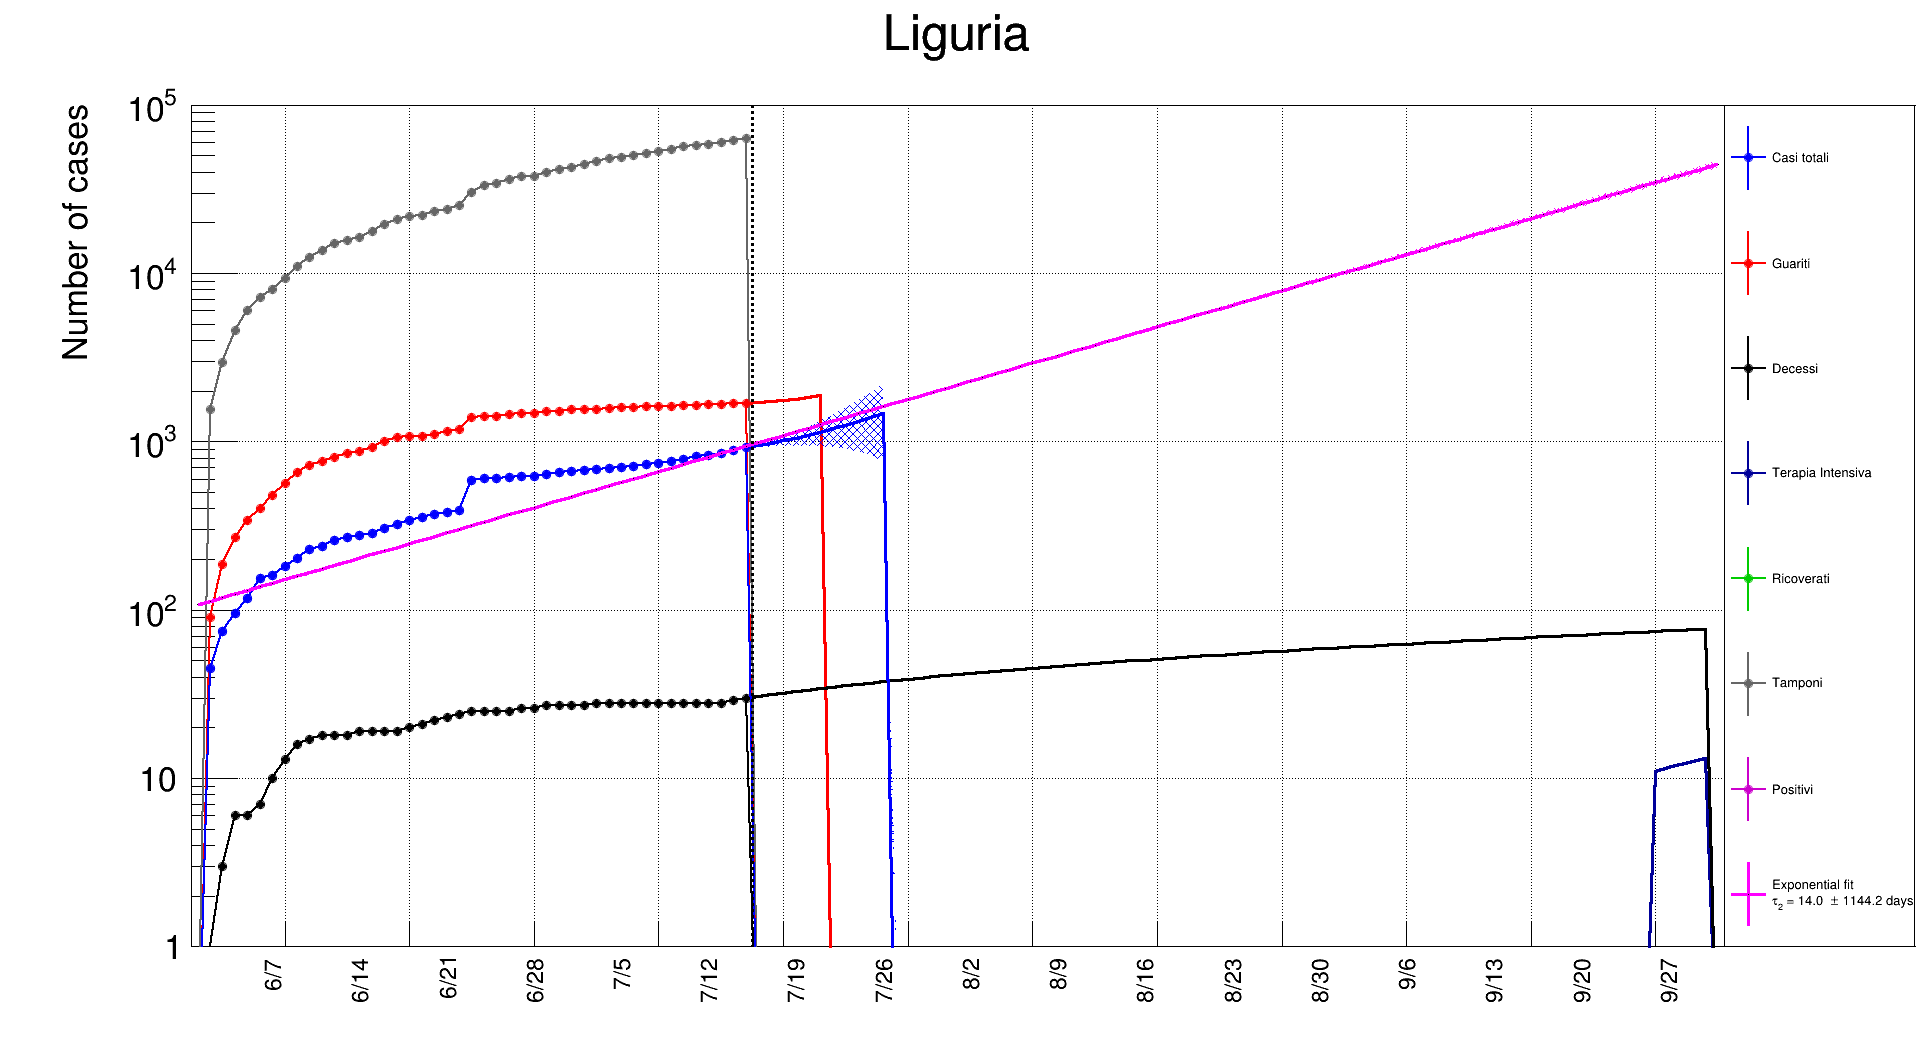 Liguria
Number of cases
10^5
10^4
10^3
10^2
10
1
6/7
6/14
6/21
6/28
7/5
7/12
7/19
7/26
8/2
8/9
8/16
8/23
8/30
9/6
9/13
9/20
9/27
Casi totali
Guariti
Decessi
Terapia Intensiva
Ricoverati
Tamponi
Positivi
Exponential fit
τ_2 = 14.0 ± 1144.2 days